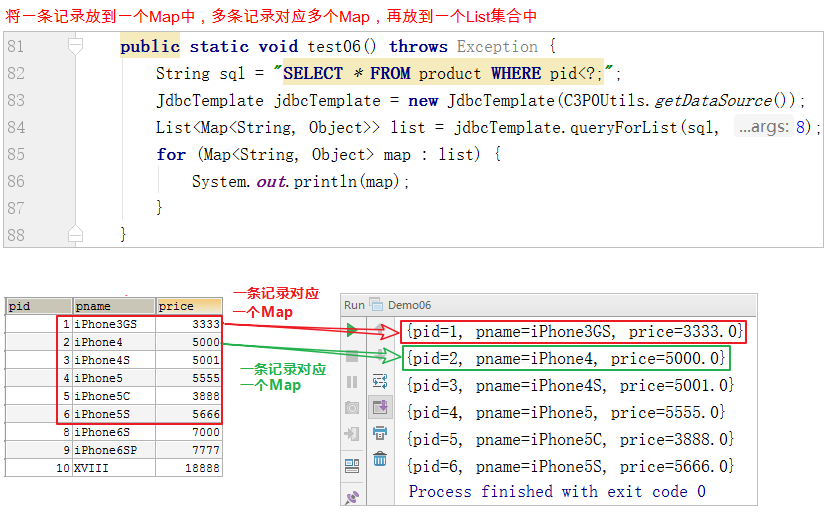 将一条记录放到一个Map中，多条记录对应多个Map，再放到一个List集合中
81 public static void test06() throws Exception {
82 String sql = "SELECT * FROM product WHERE pid<?;";
83 JdbcTemplate jdbcTemplate = new JdbcTemplate(C3P0Utils.getDataSource());
84 List<Map<String, Object>> list = jdbcTemplate.queryForList(sql, ...args: 8);
85 for (Map<String, Object> map : list) {
86 System.out.println(map);
87 }
88 }
pid pname price
1 iPhone3GS 3333
2 iPhone4 5000
3 iPhone4S 5001
4 iPhone5 5555
5 iPhone5C 3888
6 iPhone5S 5666
8 iPhone6S 7000
9 iPhone6SP 7777
10 XVIII 18888
一条记录对应
一个Map
一条记录对应
一个Map
Run Demo06
{pid=1, pname=iPhone3GS, price=3333.0}
{pid=2, pname=iPhone4, price=5000.0}
{pid=3, pname=iPhone4S, price=5001.0}
{pid=4, pname=iPhone5, price=5555.0}
{pid=5, pname=iPhone5C, price=3888.0}
{pid=6, pname=iPhone5S, price=5666.0}
Process finished with exit code 0